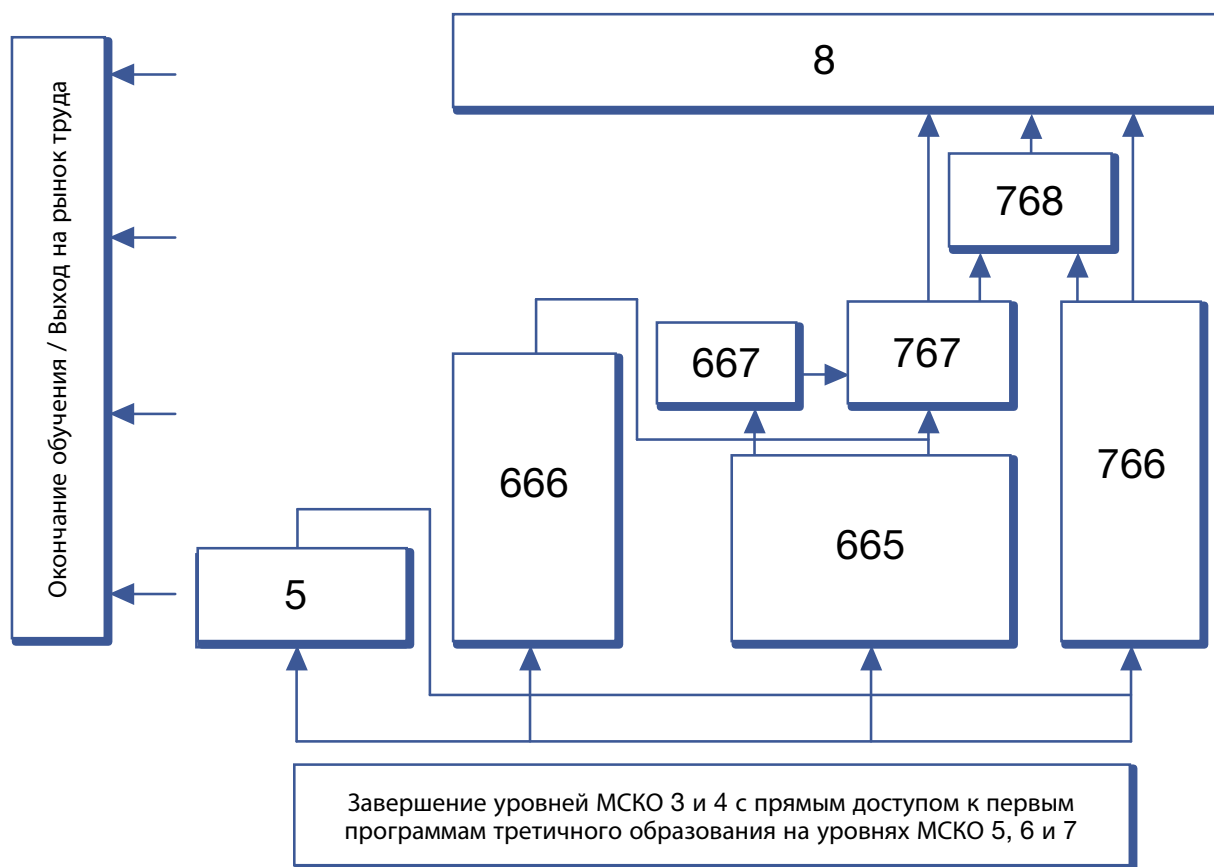 8
Окончание обучения / Выход на рынок труда
768
667
767
666
766
665
5
Завершение уровней МСКО 3 и 4 с прямым доступом к первым
программам третичного образования на уровнях МСКО 5, 6 и 7